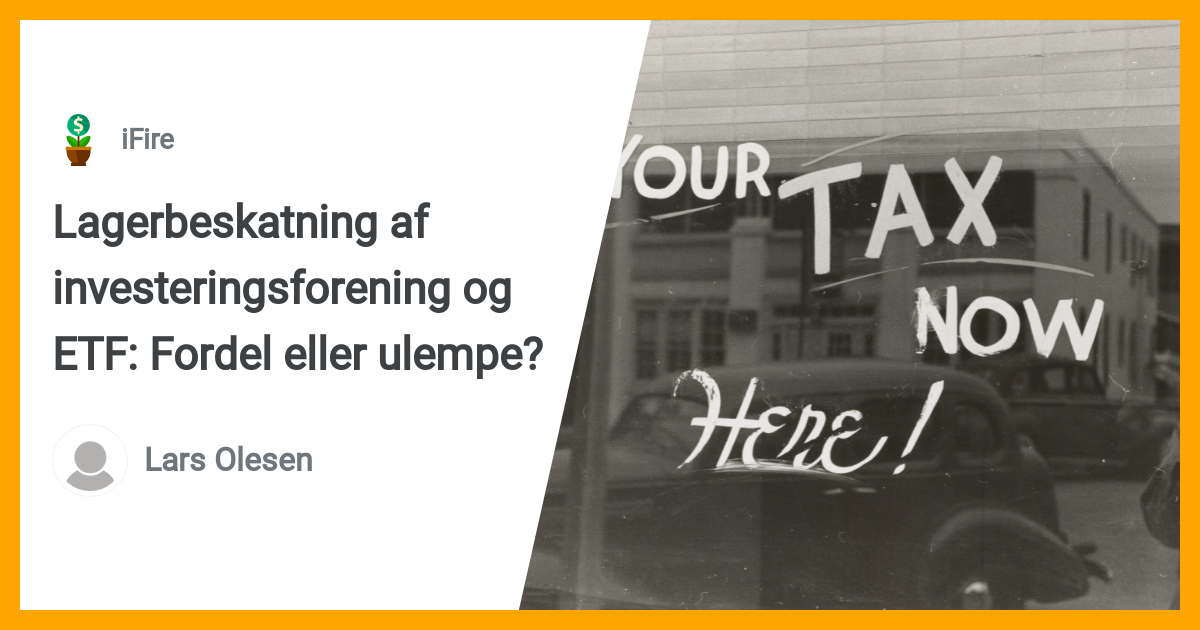 iFire
Lagerbeskatning af
investeringsforening og
ETF: Fordel eller ulempe?
Lars Olesen
YOUR TAX
NOW
HERE!